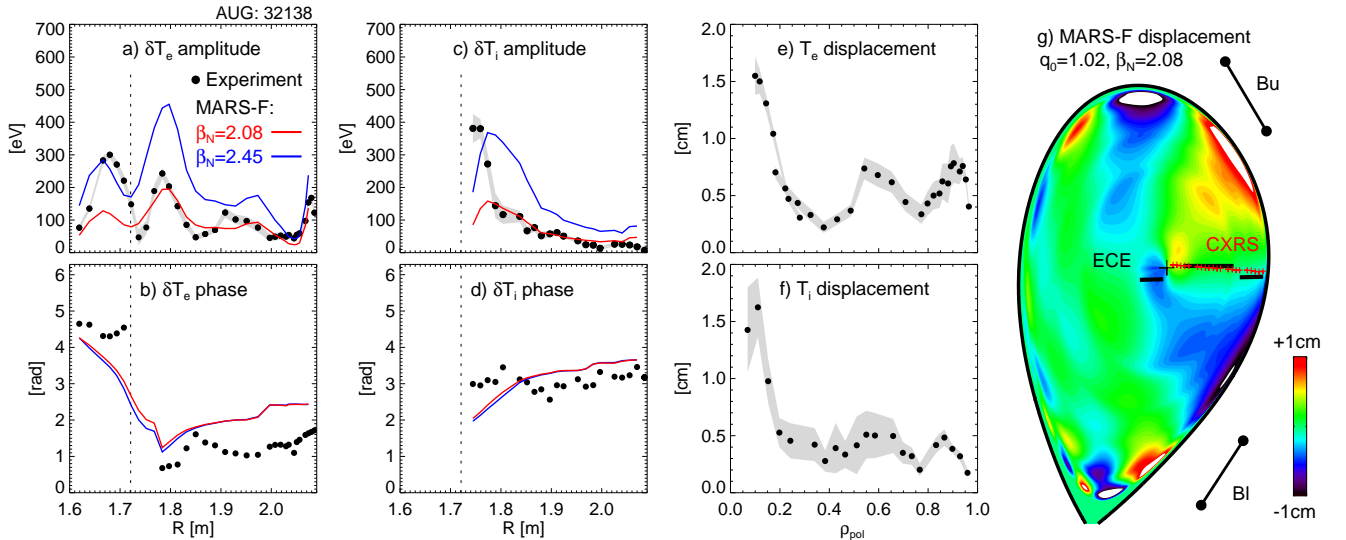 AUG: 32138
a) δTe amplitude
Experiment
MARS-F:
βN=2.08
βN=2.45
[eV]
700
600
500
400
300
200
100
0
c) δTi amplitude
[eV]
700
600
500
400
300
200
100
0
e) Te displacement
[cm]
2.0
1.5
1.0
0.5
0.0
g) MARS-F displacement
q0=1.02, βN=2.08
Bu
CXRS
ECE
Bl
+1cm
-1cm
b) δTe phase
[rad]
6
5
4
3
2
1
0
1.6
1.7
1.8
1.9
2.0
R [m]
d) δTi phase
[rad]
6
5
4
3
2
1
0
1.6
1.7
1.8
1.9
2.0
R [m]
f) Ti displacement
[cm]
2.0
1.5
1.0
0.5
0.0
0.0
0.2
0.4
0.6
0.8
1.0
ρpol